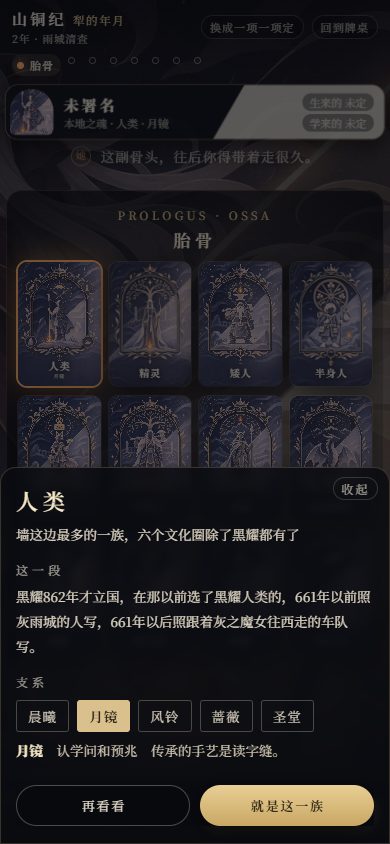 山铜纪 犁的年月
2年 · 雨城清查
换成一项一项定
回到牌桌
胎骨
未署名
本地之魂 · 人类 · 月镜
生来的 未定
学来的 未定
这副骨头，往后你得带着走很久。
PROLOGUS · OSSA
胎骨
人类
月镜
精灵
矮人
半身人
收起
人类
墙这边最多的一族，六个文化圈除了黑耀都有了
这一段
黑耀862年才立国，在那以前选了黑耀人类的，661年以前照
灰雨城的人写，661年以后照跟着灰之魔女往西走的车队
写。
支系
晨曦
月镜
风铃
蔷薇
圣堂
月镜 认学问和预兆 传承的手艺是读字缝。
再看看
就是这一族